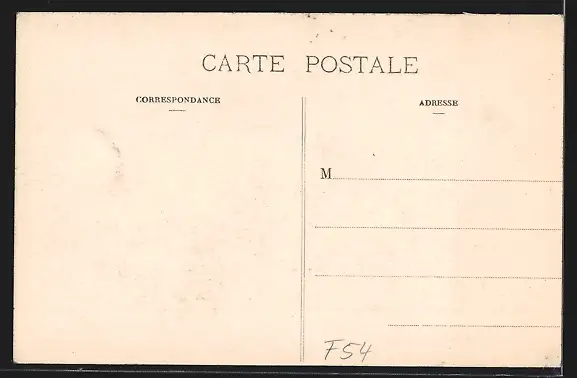 CARTE POSTALE
CORRESPONDANCE
ADRESSE
M
F54